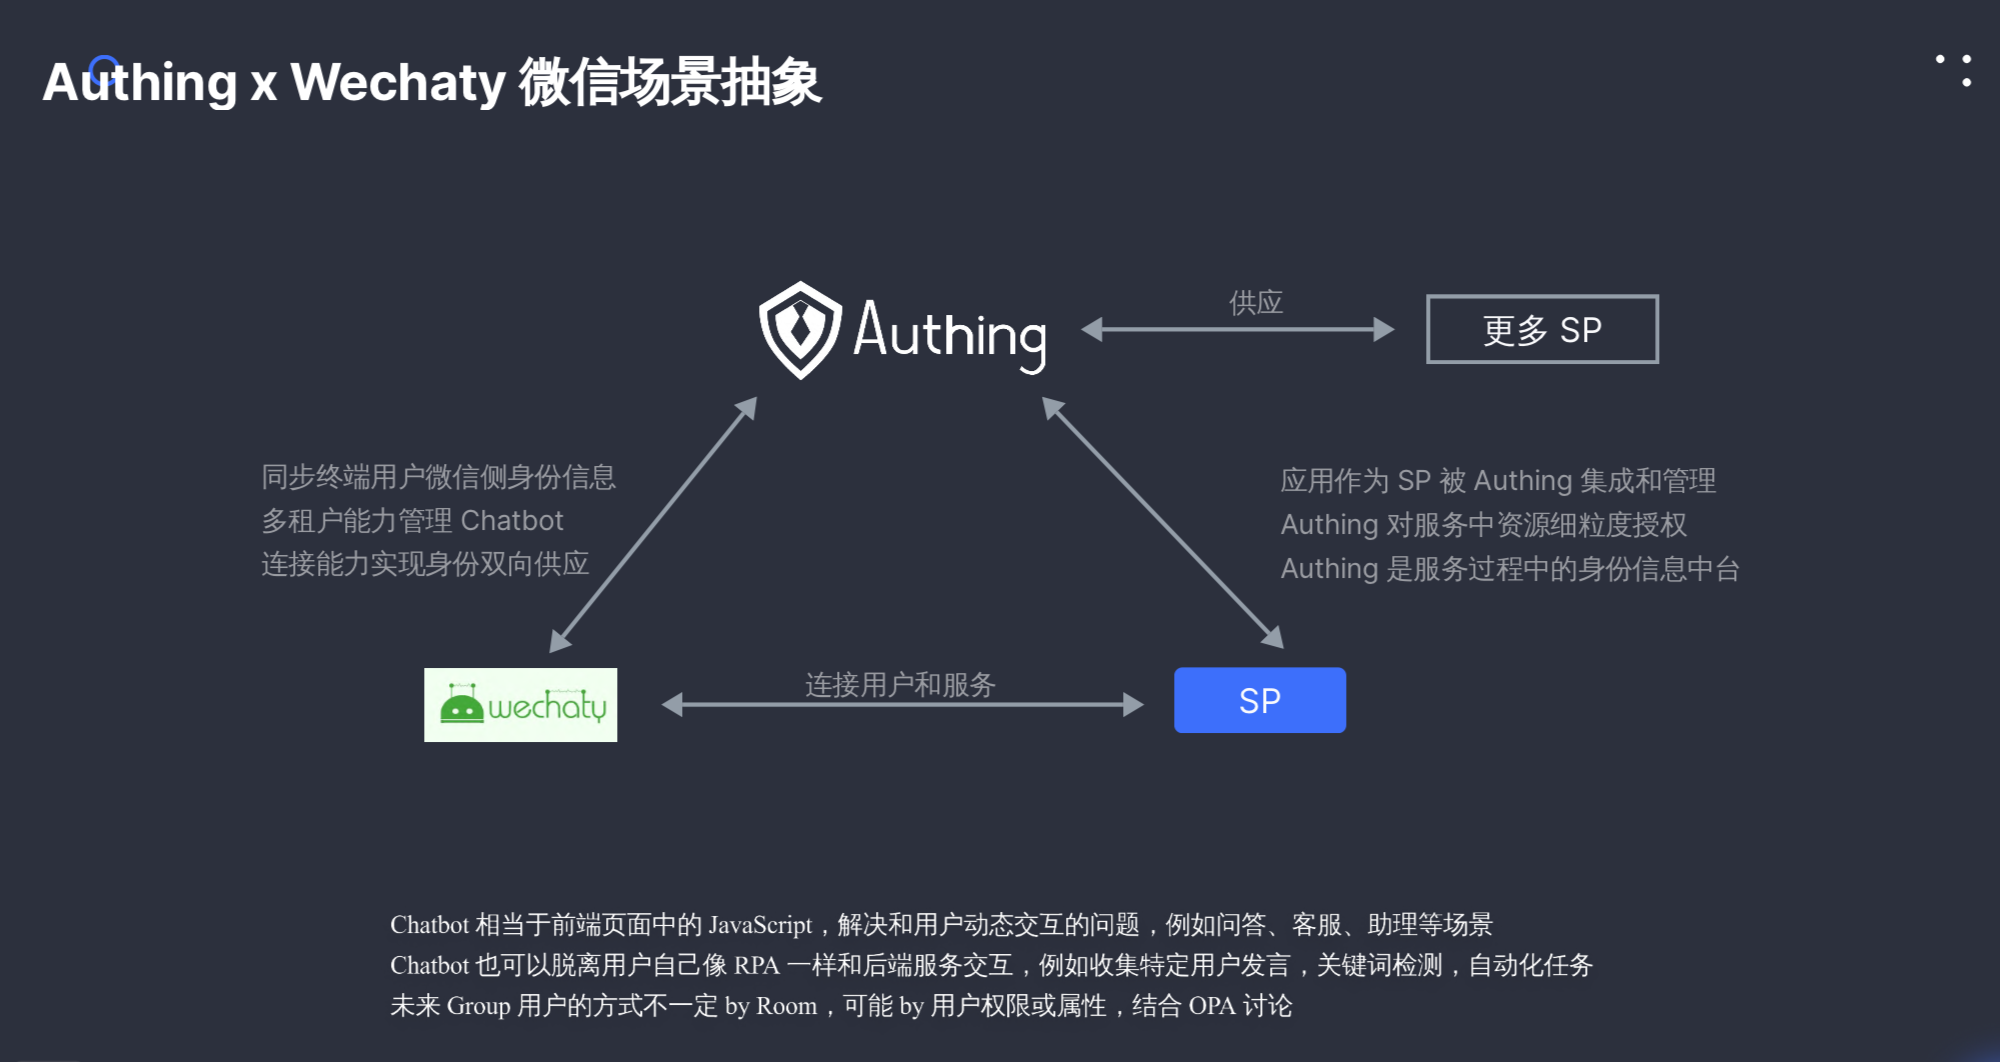 Authing x Wechaty 微信场景抽象
Authing
供应
更多 SP
同步终端用户微信侧身份信息
多租户能力管理 Chatbot
连接能力实现身份双向供应
应用作为 SP 被 Authing 集成和管理
Authing 对服务中资源细粒度授权
Authing 是服务过程中的身份信息中台
wechaty
连接用户和服务
SP
Chatbot 相当于前端页面中的 JavaScript，解决和用户动态交互的问题，例如问答、客服、助理等场景
Chatbot 也可以脱离用户自己像 RPA 一样和后端服务交互，例如收集特定用户发言，关键词检测，自动化任务
未来 Group 用户的方式不一定 by Room，可能 by 用户权限或属性，结合 OPA 讨论